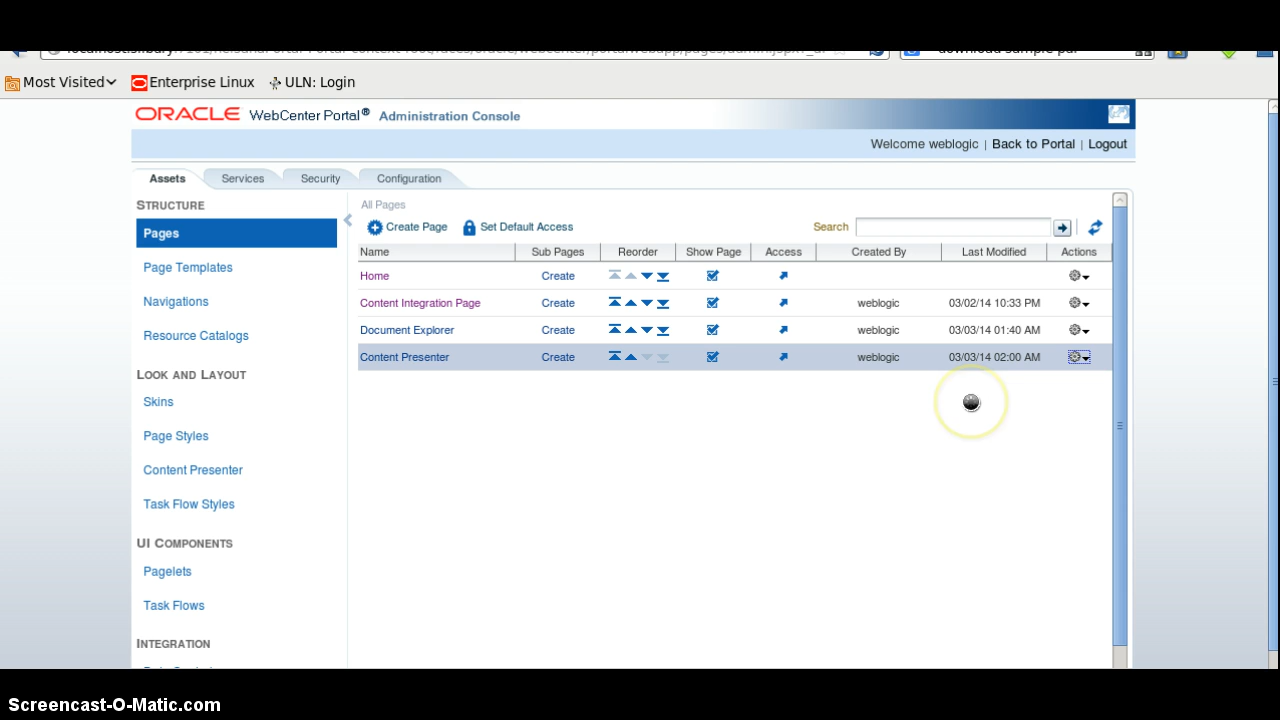 Most Visited Enterprise Linux ULN: Login
ORACLE WebCenter Portal® Administration Console
Welcome weblogic | Back to Portal | Logout
Assets Services Security Configuration
STRUCTURE
Pages
Page Templates
Navigations
Resource Catalogs
LOOK AND LAYOUT
Skins
Page Styles
Content Presenter
Task Flow Styles
UI COMPONENTS
Pagelets
Task Flows
INTEGRATION
All Pages
Create Page Set Default Access Search
Name Sub Pages Reorder Show Page Access Created By Last Modified Actions
Home Create
Content Integration Page Create weblogic 03/02/14 10:33 PM
Document Explorer Create weblogic 03/03/14 01:40 AM
Content Presenter Create weblogic 03/03/14 02:00 AM
Screencast-O-Matic.com